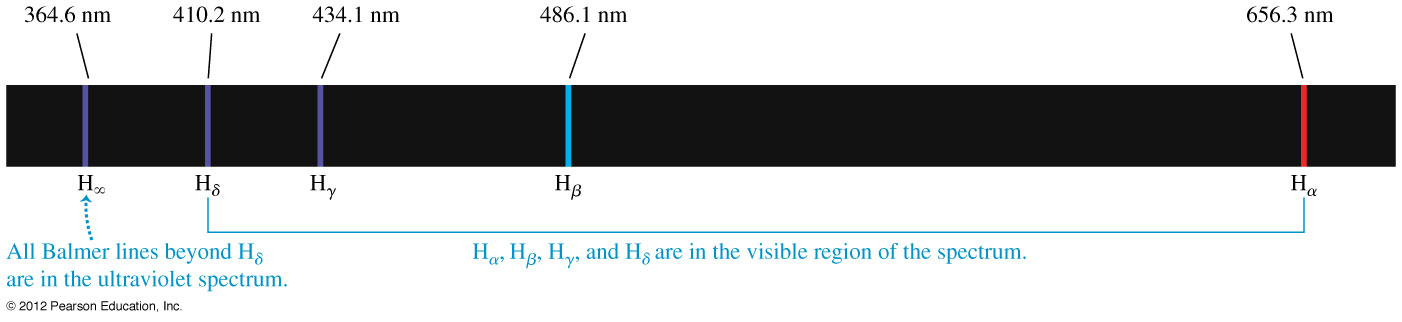 364.6 nm 410.2 nm 434.1 nm 486.1 nm 656.3 nm
H∞ Hδ Hγ Hβ Hα
All Balmer lines beyond Hδ
are in the ultraviolet spectrum.
Hα, Hβ, Hγ, and Hδ are in the visible region of the spectrum.
© 2012 Pearson Education, Inc.